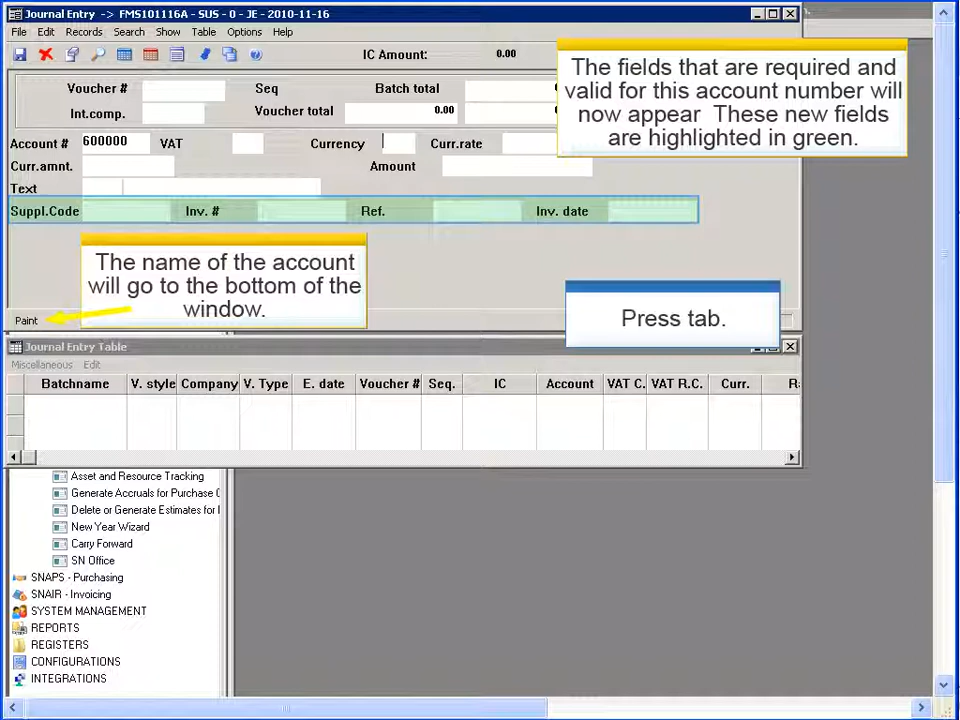 Journal Entry -> FMS101116A - SUS - 0 - JE - 2010-11-16
File Edit Records Search Show Table Options Help
IC Amount: 0.00
Voucher # Seq Batch total
Int.comp. Voucher total 0.00
Account # 600000 VAT Currency Curr.rate
Curr.amnt. Amount
Text
Suppl.Code Inv. # Ref. Inv. date
The fields that are required and
valid for this account number will
now appear These new fields
are highlighted in green.
The name of the account
will go to the bottom of the
window.
Press tab.
Paint
Journal Entry Table
Miscellaneous Edit
Batchname V. style Company V. Type E. date Voucher # Seq. IC Account VAT C. VAT R.C. Curr.
Asset and Resource Tracking
Generate Accruals for Purchase
Delete or Generate Estimates for
New Year Wizard
Carry Forward
SN Office
SNAPS - Purchasing
SNAIR - Invoicing
SYSTEM MANAGEMENT
REPORTS
REGISTERS
CONFIGURATIONS
INTEGRATIONS